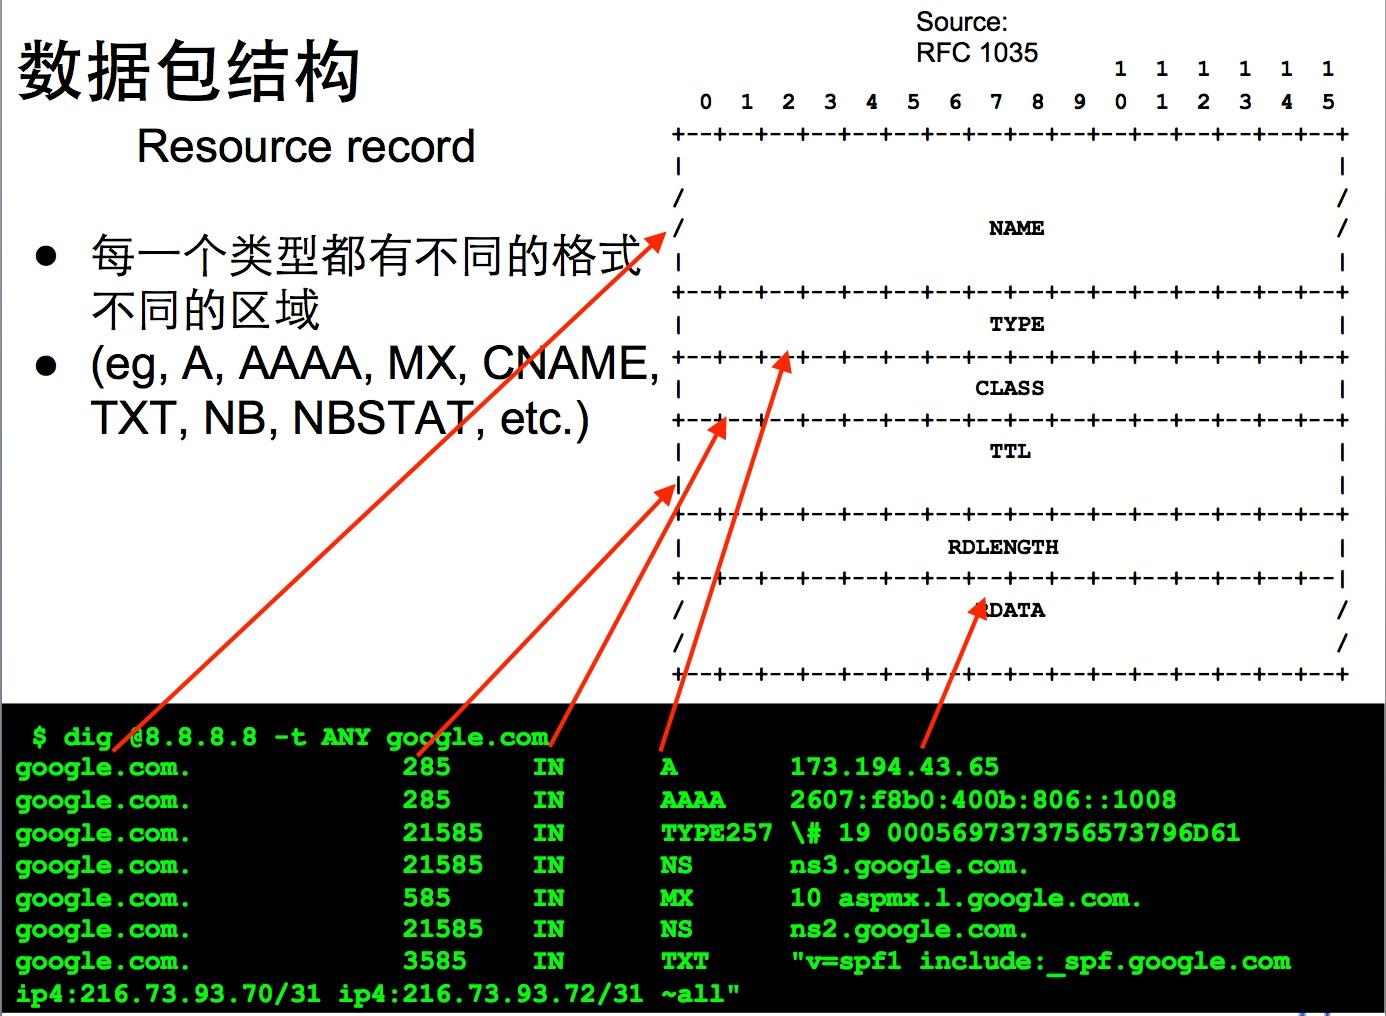 数据包结构
Resource record
● 每一个类型都有不同的格式
不同的区域
● (eg, A, AAAA, MX, CNAME,
TXT, NB, NBSTAT, etc.)
Source:
RFC 1035
1 1 1 1 1 1
0 1 2 3 4 5 6 7 8 9 0 1 2 3 4 5
+--+--+--+--+--+--+--+--+--+--+--+--+--+--+--+--+
| |
/ /
/ NAME /
| |
+--+--+--+--+--+--+--+--+--+--+--+--+--+--+--+--+
| TYPE |
+--+--+--+--+--+--+--+--+--+--+--+--+--+--+--+--+
| CLASS |
+--+--+--+--+--+--+--+--+--+--+--+--+--+--+--+--+
| TTL |
| |
+--+--+--+--+--+--+--+--+--+--+--+--+--+--+--+--+
| RDLENGTH |
+--+--+--+--+--+--+--+--+--+--+--+--+--+--+--+--|
/ RDATA /
/ /
+--+--+--+--+--+--+--+--+--+--+--+--+--+--+--+--+
$ dig @8.8.8.8 -t ANY google.com
google.com. 285 IN A 173.194.43.65
google.com. 285 IN AAAA 2607:f8b0:400b:806::1008
google.com. 21585 IN TYPE257 \# 19 0005697373756573796D61
google.com. 21585 IN NS ns3.google.com.
google.com. 585 IN MX 10 aspmx.l.google.com.
google.com. 21585 IN NS ns2.google.com.
google.com. 3585 IN TXT "v=spf1 include:_spf.google.com
ip4:216.73.93.70/31 ip4:216.73.93.72/31 ~all"